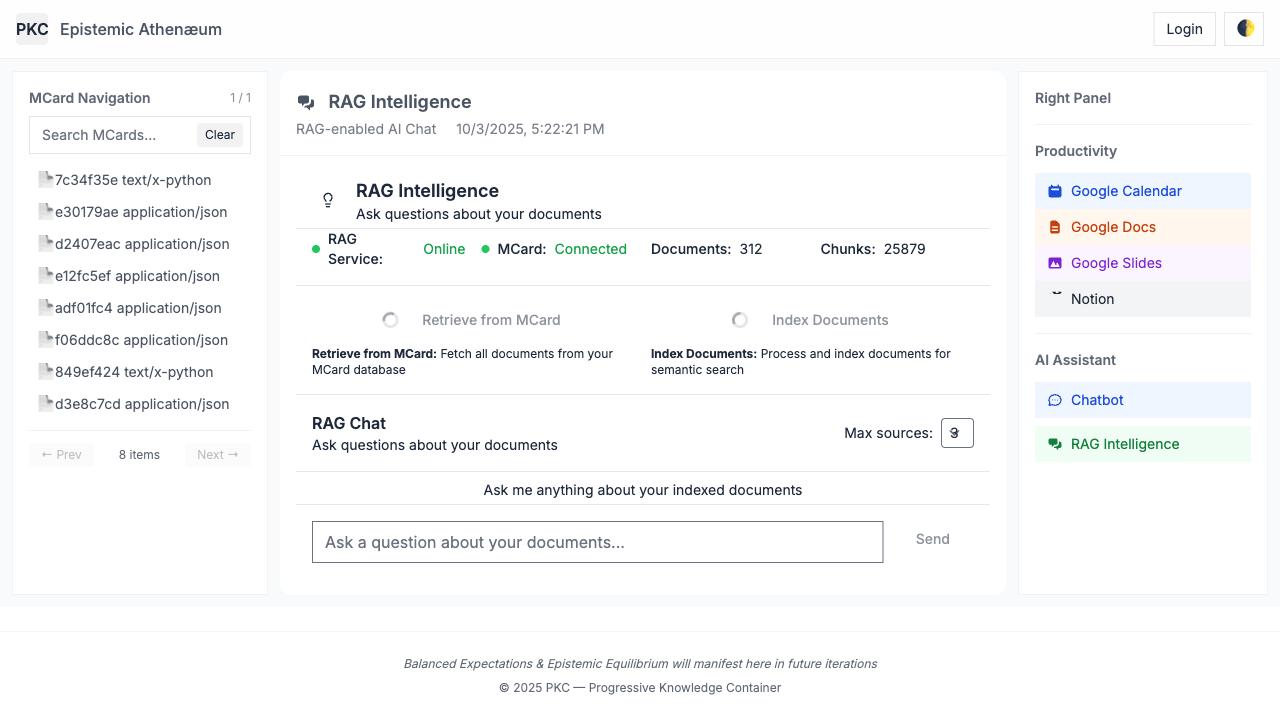 PKC Epistemic Athenæum
Login
MCard Navigation 1 / 1
Search MCards... Clear
7c34f35e text/x-python
e30179ae application/json
d2407eac application/json
e12fc5ef application/json
adf01fc4 application/json
f06ddc8c application/json
849ef424 text/x-python
d3e8c7cd application/json
← Prev 8 items Next →
RAG Intelligence
RAG-enabled AI Chat 10/3/2025, 5:22:21 PM
RAG Intelligence
Ask questions about your documents
RAG
Service: Online MCard: Connected Documents: 312 Chunks: 25879
Retrieve from MCard Index Documents
Retrieve from MCard: Fetch all documents from your
MCard database
Index Documents: Process and index documents for
semantic search
RAG Chat
Ask questions about your documents
Max sources:
Ask me anything about your indexed documents
Ask a question about your documents... Send
Right Panel
Productivity
Google Calendar
Google Docs
Google Slides
Notion
AI Assistant
Chatbot
RAG Intelligence
Balanced Expectations & Epistemic Equilibrium will manifest here in future iterations
© 2025 PKC — Progressive Knowledge Container